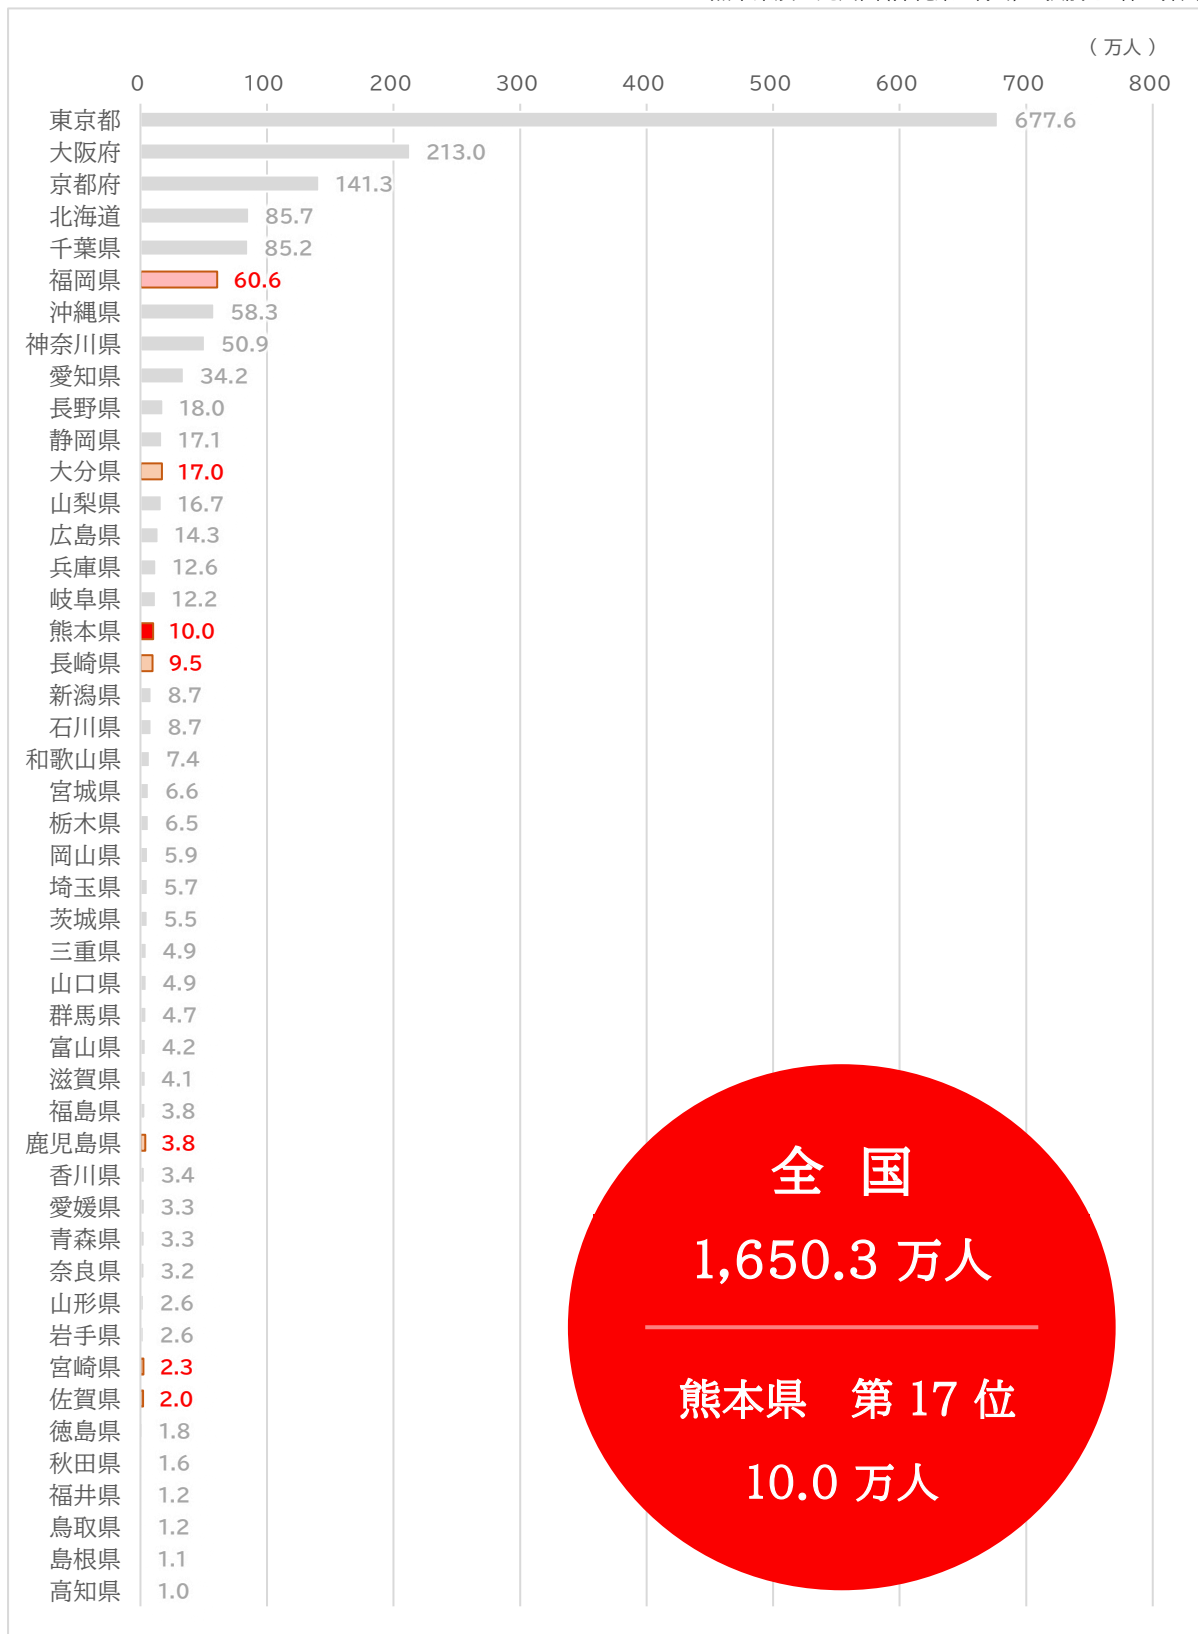 （ 万人 ）
0 100 200 300 400 500 600 700 800
東京都 677.6
大阪府 213.0
京都府 141.3
北海道 85.7
千葉県 85.2
福岡県 60.6
沖縄県 58.3
神奈川県 50.9
愛知県 34.2
長野県 18.0
静岡県 17.1
大分県 17.0
山梨県 16.7
広島県 14.3
兵庫県 12.6
岐阜県 12.2
熊本県 10.0
長崎県 9.5
新潟県 8.7
石川県 8.7
和歌山県 7.4
宮城県 6.6
栃木県 6.5
岡山県 5.9
埼玉県 5.7
茨城県 5.5
三重県 4.9
山口県 4.9
群馬県 4.7
富山県 4.2
滋賀県 4.1
福島県 3.8
鹿児島県 3.8
香川県 3.4
愛媛県 3.3
青森県 3.3
奈良県 3.2
山形県 2.6
岩手県 2.6
宮崎県 2.3
佐賀県 2.0
徳島県 1.8
秋田県 1.6
福井県 1.2
鳥取県 1.2
島根県 1.1
高知県 1.0
全 国
1,650.3 万人
熊本県　第 17 位
10.0 万人